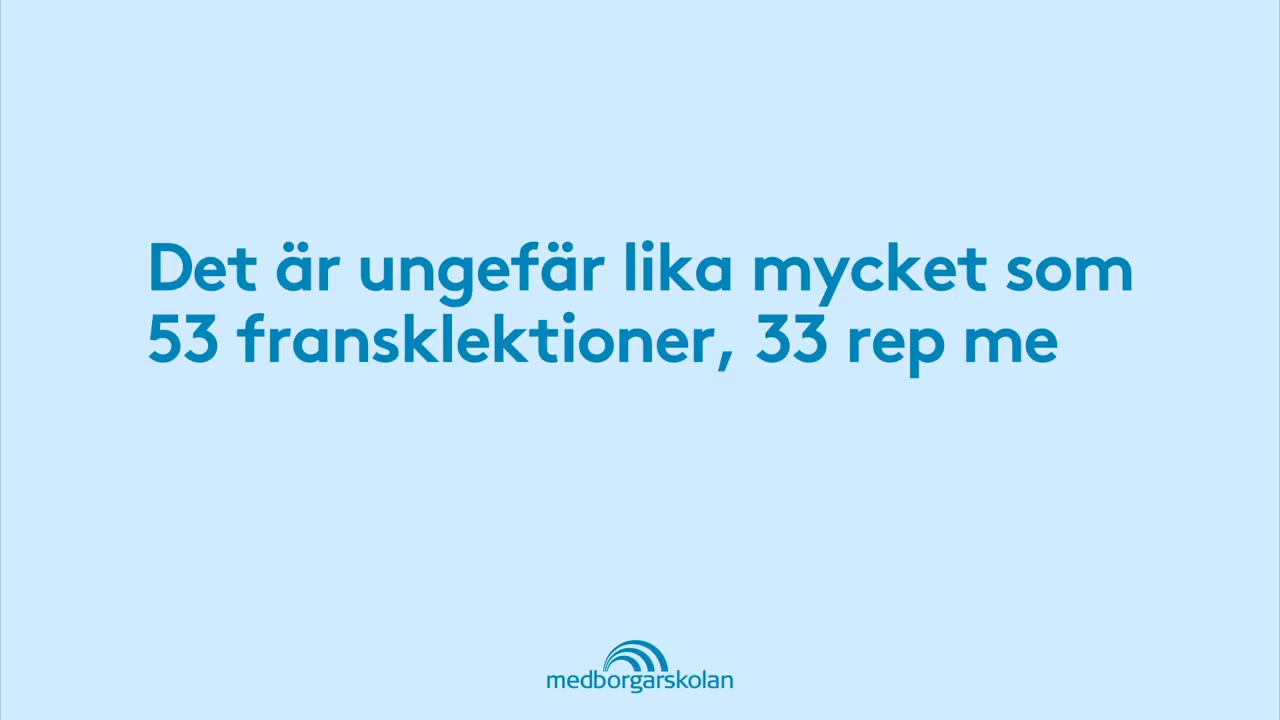 Det är ungefär lika mycket som
53 fransklektioner, 33 rep me
medborgarskolan